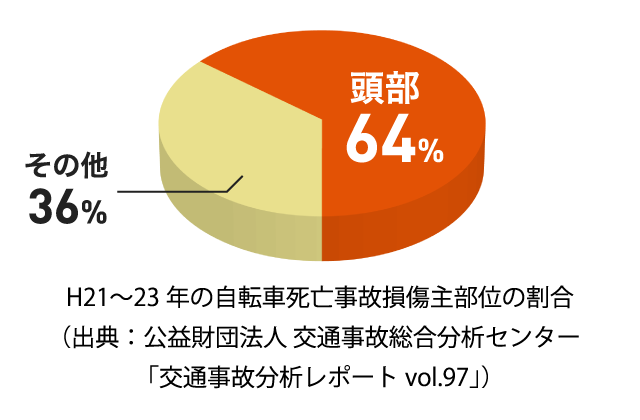 頭部
64%
その他
36%
H21～23 年の自転車死亡事故損傷主部位の割合
（出典：公益財団法人 交通事故総合分析センター
「交通事故分析レポート vol.97」）